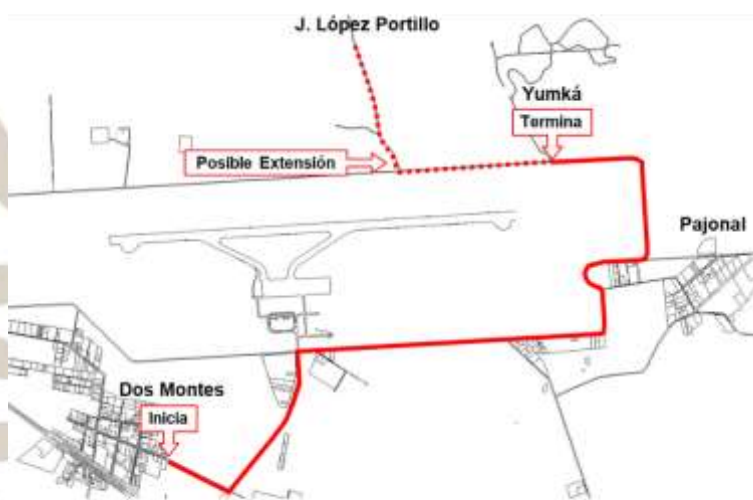 J. López Portillo
Yumká
Termina
Posible Extensión
Pajonal
Dos Montes
Inicia